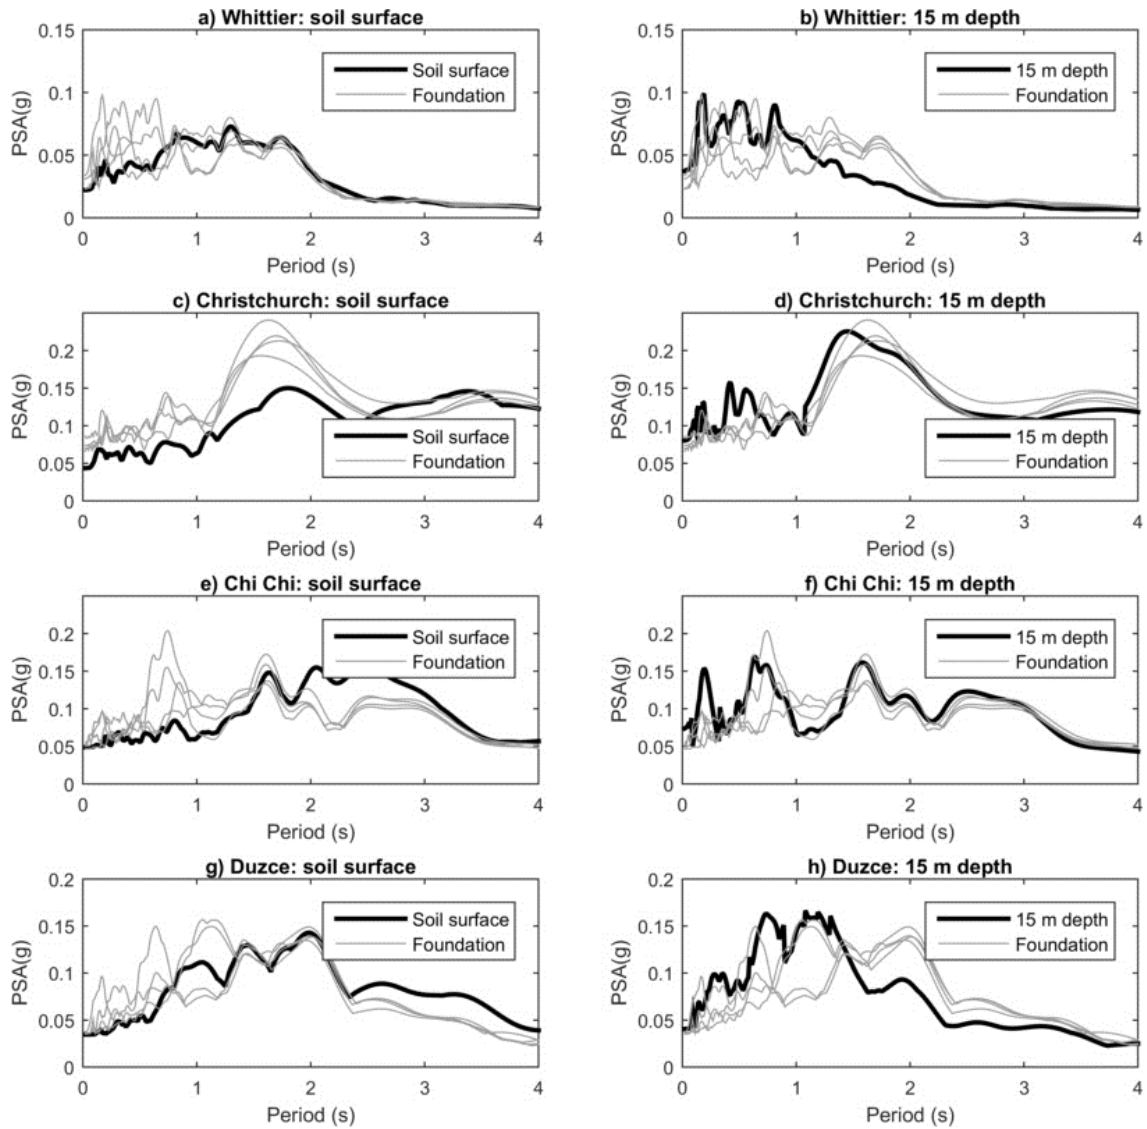 a) Whittier: soil surface
0.15
0.1
0.05
0
PSA(g)
Soil surface
Foundation
0 1 2 3 4
Period (s)
b) Whittier: 15 m depth
0.15
0.1
0.05
0
PSA(g)
15 m depth
Foundation
0 1 2 3 4
Period (s)
c) Christchurch: soil surface
0.2
0.15
0.1
0.05
0
PSA(g)
Soil surface
Foundation
0 1 2 3 4
Period (s)
d) Christchurch: 15 m depth
0.2
0.15
0.1
0.05
0
PSA(g)
15 m depth
Foundation
0 1 2 3 4
Period (s)
e) Chi Chi: soil surface
0.2
0.15
0.1
0.05
0
PSA(g)
Soil surface
Foundation
0 1 2 3 4
Period (s)
f) Chi Chi: 15 m depth
0.2
0.15
0.1
0.05
0
PSA(g)
15 m depth
Foundation
0 1 2 3 4
Period (s)
g) Duzce: soil surface
0.2
0.15
0.1
0.05
0
PSA(g)
Soil surface
Foundation
0 1 2 3 4
Period (s)
h) Duzce: 15 m depth
0.2
0.15
0.1
0.05
0
PSA(g)
15 m depth
Foundation
0 1 2 3 4
Period (s)